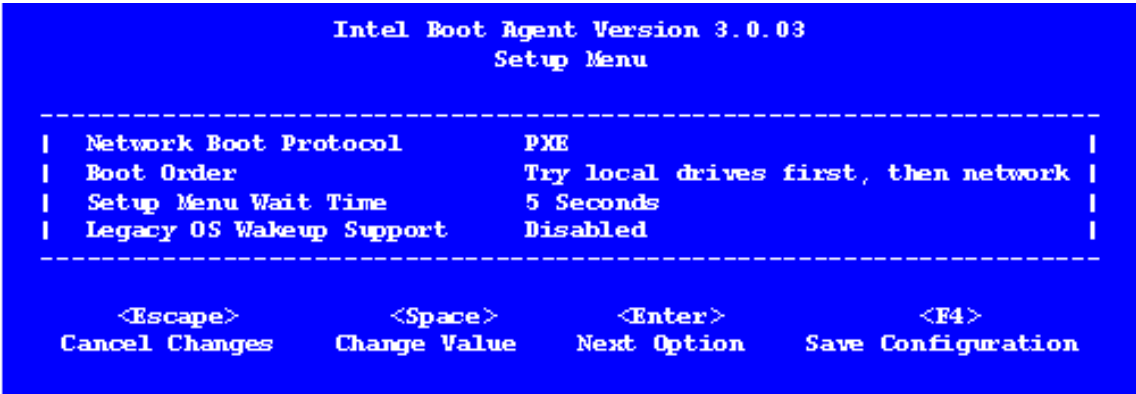 Intel Boot Agent Version 3.0.03
Setup Menu
Network Boot Protocol PXE
Boot Order Try local drives first, then network
Setup Menu Wait Time 5 Seconds
Legacy OS Wakeup Support Disabled
<Escape> <Space> <Enter> <F4>
Cancel Changes Change Value Next Option Save Configuration